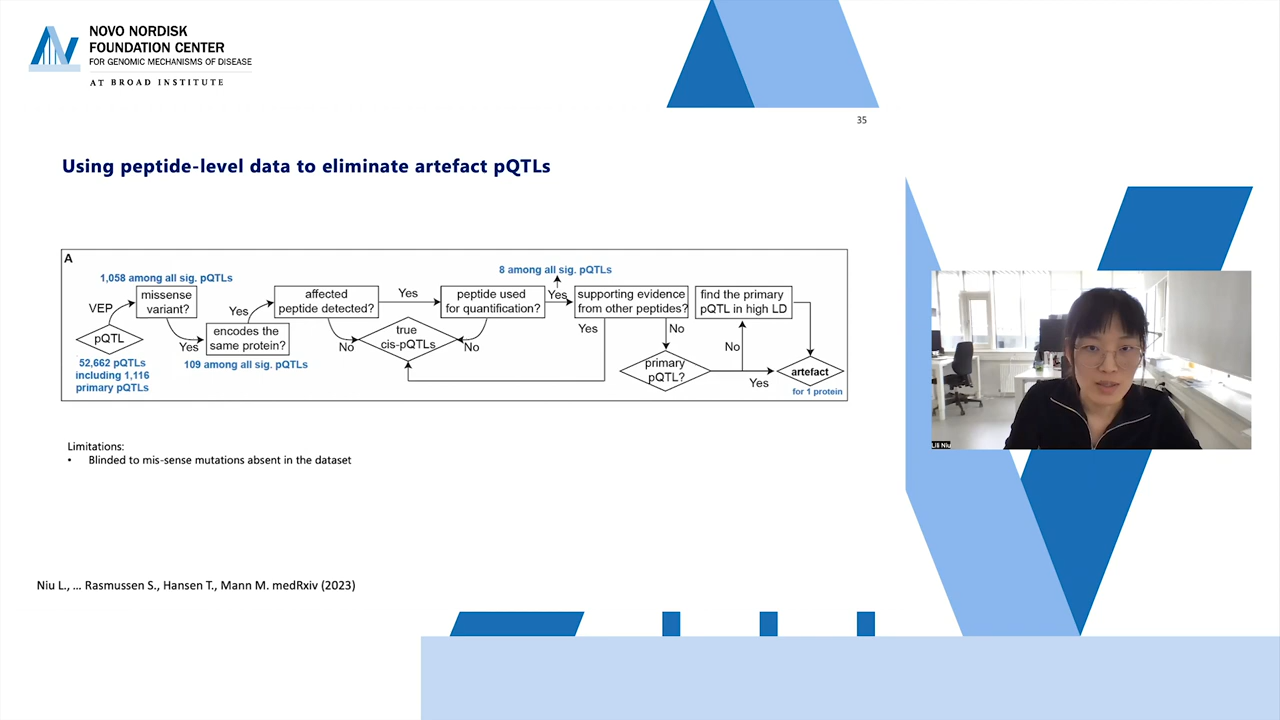 NOVO NORDISK
FOUNDATION CENTER
FOR GENOMIC MECHANISMS OF DISEASE
AT BROAD INSTITUTE
35
Using peptide-level data to eliminate artefact pQTLs
A
1,058 among all sig. pQTLs
8 among all sig. pQTLs
VEP
missense
variant?
Yes
affected
peptide detected?
Yes
peptide used
for quantification?
Yes
supporting evidence
from other peptides?
find the primary
pQTL in high LD
pQTL
Yes
encodes the
same protein?
No
true
cis-pQTLs
No
Yes
No
No
primary
pQTL?
Yes
artefact
for 1 protein
52,662 pQTLs
including 1,116
primary pQTLs
109 among all sig. pQTLs
Limitations:
• Blinded to mis-sense mutations absent in the dataset
Niu L., ... Rasmussen S., Hansen T., Mann M. medRxiv (2023)
Lili Niu